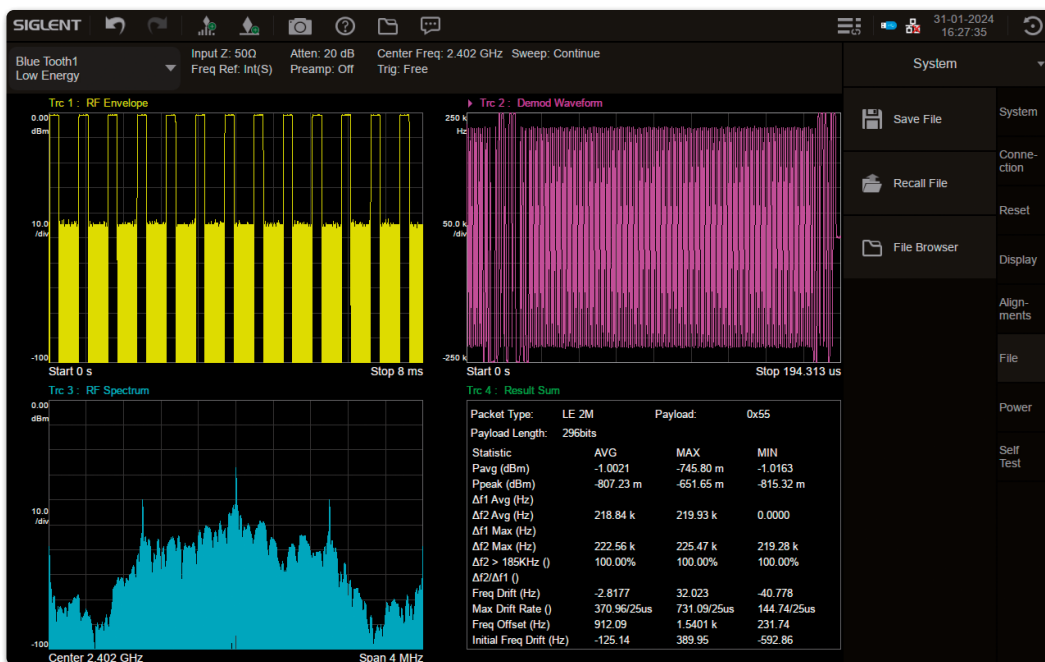 SIGLENT
31-01-2024
16:27:35
Blue Tooth1
Low Energy
Input Z: 50Ω Atten: 20 dB Center Freq: 2.402 GHz Sweep: Continue
Freq Ref: Int(S) Preamp: Off Trig: Free
System
Save File
Recall File
File Browser
System
Conne-
ction
Reset
Display
Align-
ments
File
Power
Self
Test
Trc 1 : RF Envelope
0.00
dBm
10.0
/div
-100
Start 0 s Stop 8 ms
Trc 2 : Demod Waveform
250 k
Hz
50.0 k
/div
-250 k
Start 0 s Stop 194.313 us
Trc 3 : RF Spectrum
0.00
dBm
10.0
/div
-100
Center 2.402 GHz Span 4 MHz
Trc 4 : Result Sum
Packet Type: LE 2M Payload: 0x55
Payload Length: 296bits
Statistic AVG MAX MIN
Pavg (dBm) -1.0021 -745.80 m -1.0163
Ppeak (dBm) -807.23 m -651.65 m -815.32 m
Δf1 Avg (Hz)
Δf2 Avg (Hz) 218.84 k 219.93 k 0.0000
Δf1 Max (Hz)
Δf2 Max (Hz) 222.56 k 225.47 k 219.28 k
Δf2 > 185KHz () 100.00% 100.00% 100.00%
Δf2/Δf1 ()
Freq Drift (Hz) -2.8177 32.023 -40.778
Max Drift Rate () 370.96/25us 731.09/25us 144.74/25us
Freq Offset (Hz) 912.09 1.5401 k 231.74
Initial Freq Drift (Hz) -125.14 389.95 -592.86